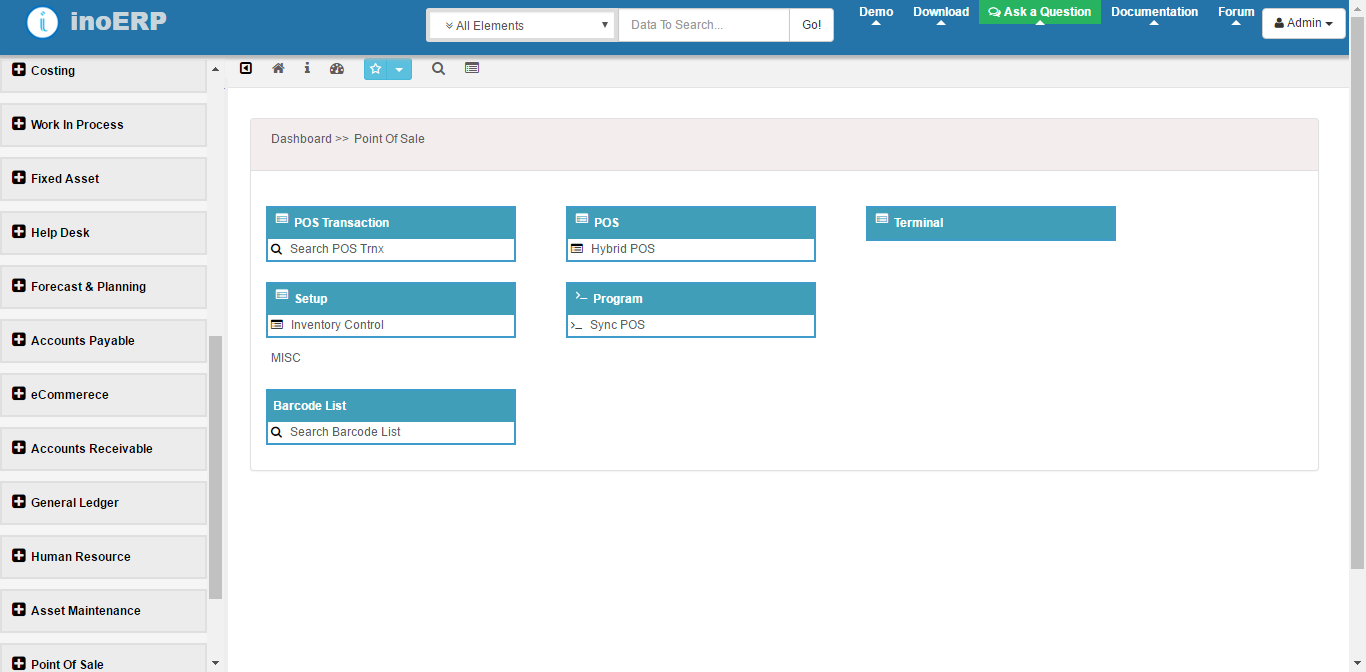 inoERP
All Elements
Data To Search...
Go!
Demo
Download
Ask a Question
Documentation
Forum
Admin
Costing
Work In Process
Fixed Asset
Help Desk
Forecast & Planning
Accounts Payable
eCommerece
Accounts Receivable
General Ledger
Human Resource
Asset Maintenance
Point Of Sale
Dashboard >> Point Of Sale
POS Transaction
Search POS Trnx
POS
Hybrid POS
Terminal
Setup
Inventory Control
Program
Sync POS
MISC
Barcode List
Search Barcode List